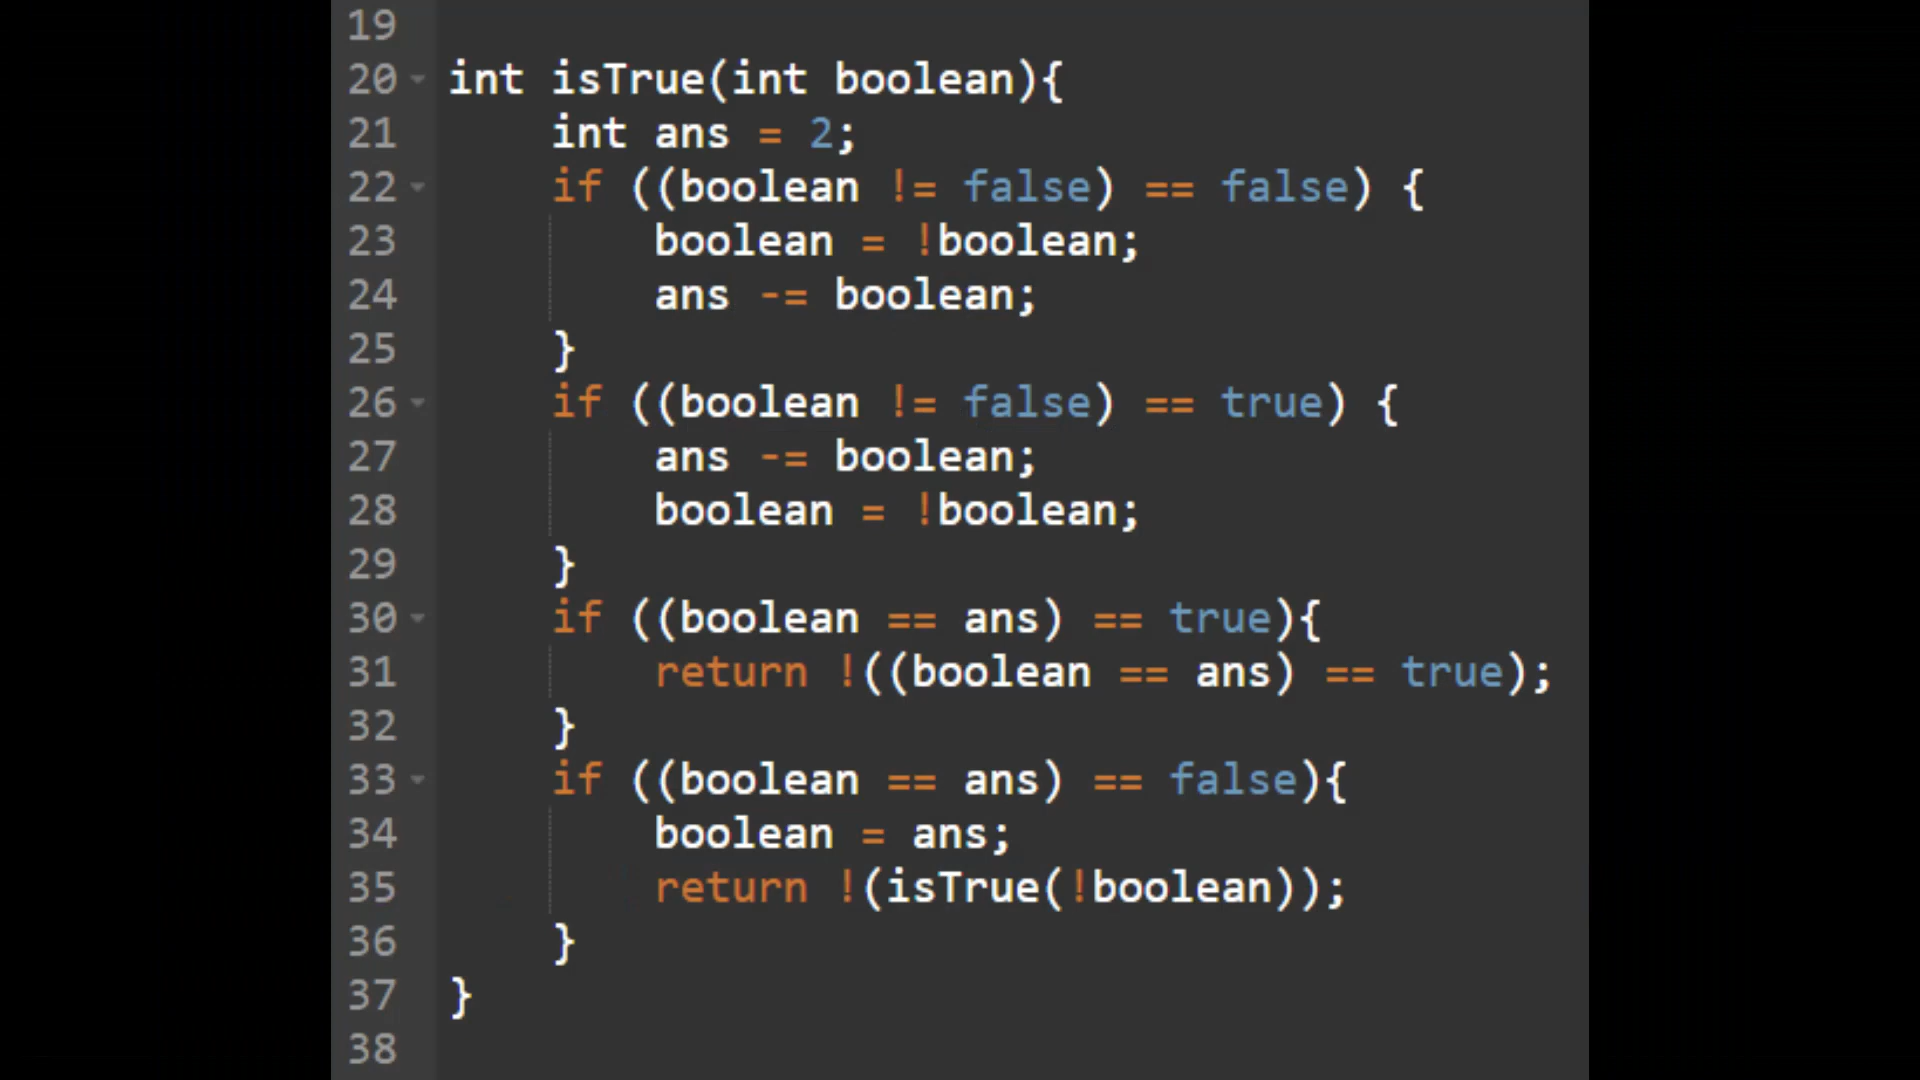 19
20 int isTrue(int boolean){
21     int ans = 2;
22     if ((boolean != false) == false) {
23         boolean = !boolean;
24         ans -= boolean;
25     }
26     if ((boolean != false) == true) {
27         ans -= boolean;
28         boolean = !boolean;
29     }
30     if ((boolean == ans) == true){
31         return !((boolean == ans) == true);
32     }
33     if ((boolean == ans) == false){
34         boolean = ans;
35         return !(isTrue(!boolean));
36     }
37 }
38